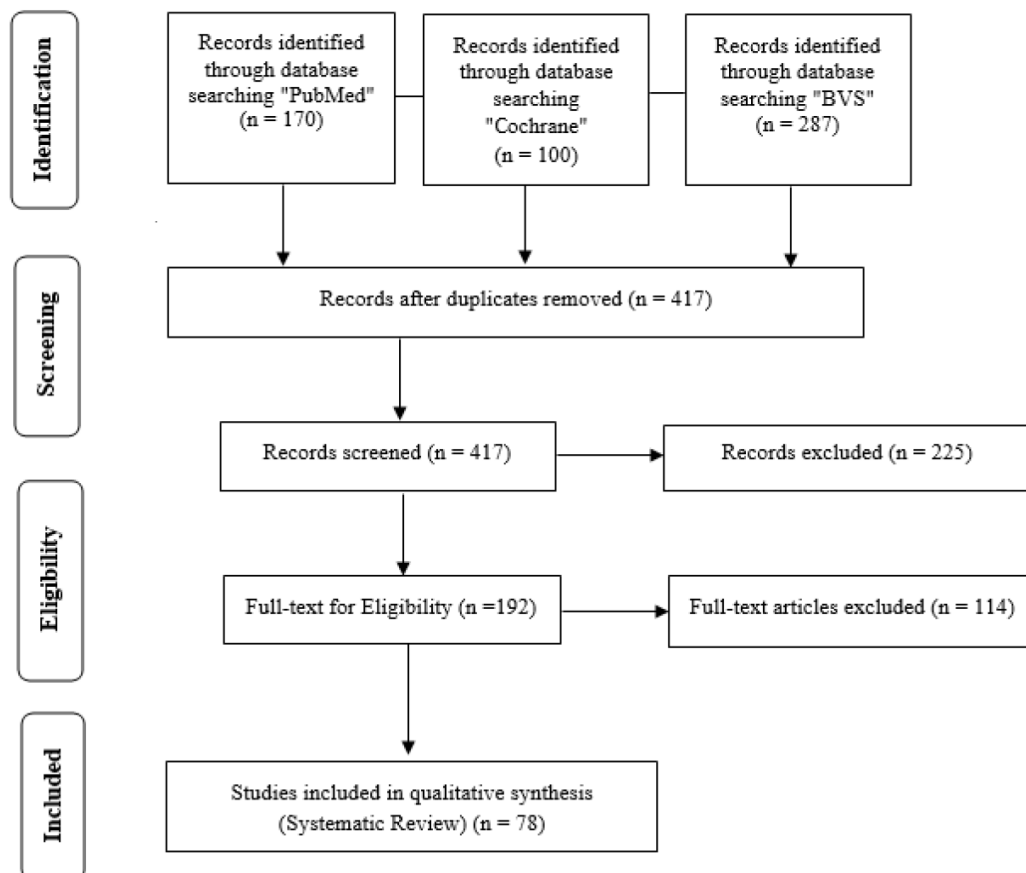 Identification
Records identified
through database
searching "PubMed"
(n = 170)
Records identified
through database
searching
"Cochrane"
(n = 100)
Records identified
through database
searching "BVS"
(n = 287)
Screening
Records after duplicates removed (n = 417)
Records screened (n = 417)
Records excluded (n = 225)
Eligibility
Full-text for Eligibility (n =192)
Full-text articles excluded (n = 114)
Included
Studies included in qualitative synthesis
(Systematic Review) (n = 78)